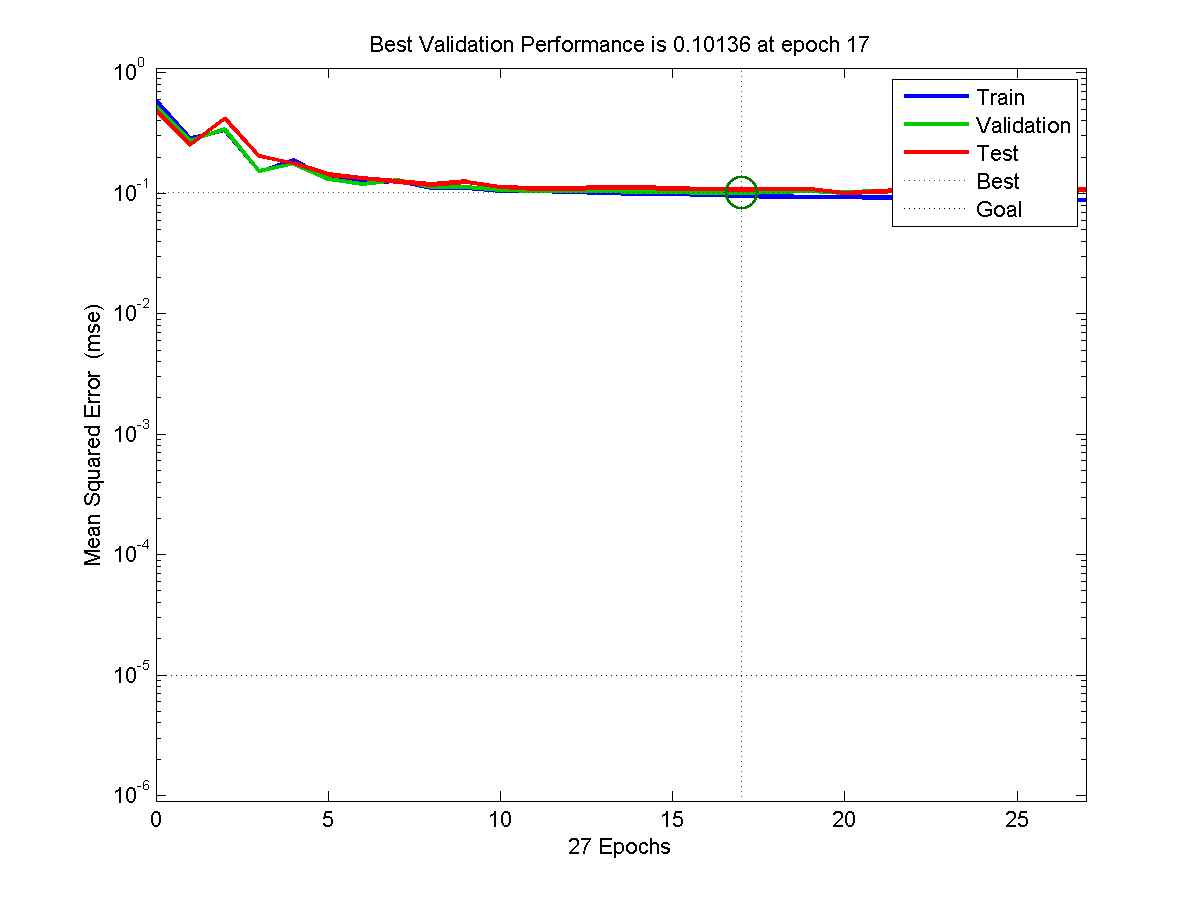 Best Validation Performance is 0.10136 at epoch 17
Mean Squared Error (mse)
10^0
10^-1
10^-2
10^-3
10^-4
10^-5
10^-6
Train
Validation
Test
Best
Goal
0 5 10 15 20 25
27 Epochs